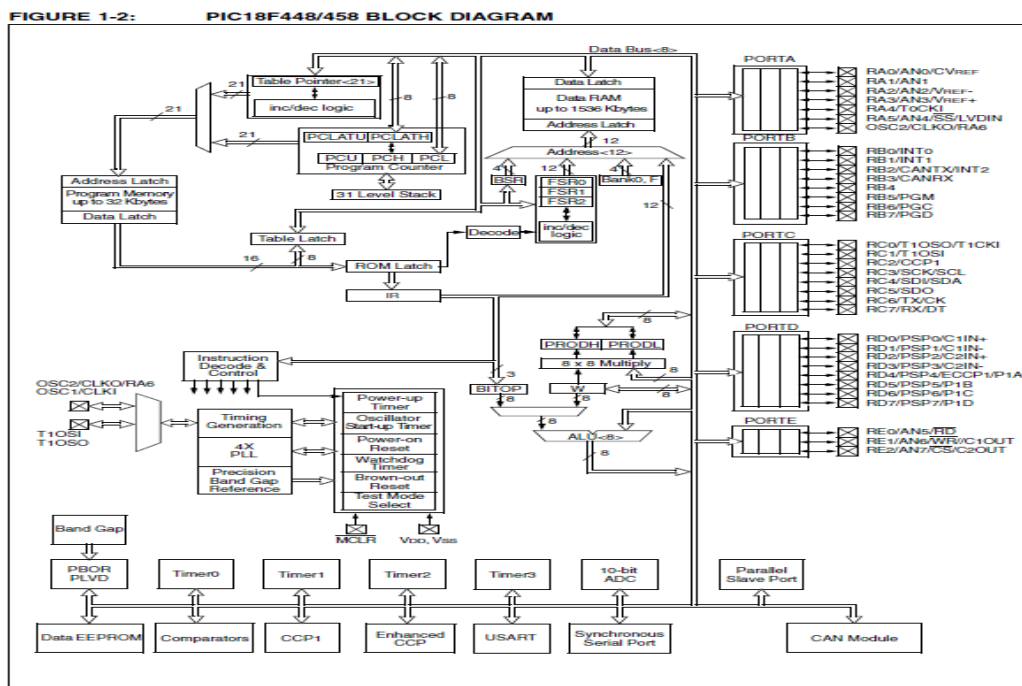 FIGURE 1-2: PIC18F448/458 BLOCK DIAGRAM
Data Bus<8>
21
Table Pointer<21>
inc/dec logic
21
21
8
8
PCLATU PCLATH
PCU PCH PCL
Program Counter
31 Level Stack
Address Latch
Program Memory
up to 32 Kbytes
Data Latch
Table Latch
16
8
ROM Latch
IR
Data Latch
Data RAM
up to 1536 Kbytes
Address Latch
12
Address<12>
4
12
4
BSR
FSR0
FSR1
FSR2
Bank0, F
12
inc/dec
logic
Decode
8
PRODH PRODL
8 x 8 Multiply
3
8
BITOP
W
8
8
8
8
ALU<8>
8
Instruction
Decode &
Control
OSC2/CLKO/RA6
OSC1/CLKI
T1OSI
T1OSO
Timing
Generation
4X
PLL
Precision
Band Gap
Reference
Power-up
Timer
Oscillator
Start-up Timer
Power-on
Reset
Watchdog
Timer
Brown-out
Reset
Test Mode
Select
MCLR
VDD, VSS
PORTA
RA0/AN0/CVREF
RA1/AN1
RA2/AN2/VREF-
RA3/AN3/VREF+
RA4/T0CKI
RA5/AN4/SS/LVDIN
OSC2/CLKO/RA6
PORTB
RB0/INT0
RB1/INT1
RB2/CANTX/INT2
RB3/CANRX
RB4
RB5/PGM
RB6/PGC
RB7/PGD
PORTC
RC0/T1OSO/T1CKI
RC1/T1OSI
RC2/CCP1
RC3/SCK/SCL
RC4/SDI/SDA
RC5/SDO
RC6/TX/CK
RC7/RX/DT
PORTD
RD0/PSP0/C1IN+
RD1/PSP1/C1IN-
RD2/PSP2/C2IN+
RD3/PSP3/C2IN-
RD4/PSP4/ECCP1/P1A
RD5/PSP5/P1B
RD6/PSP6/P1C
RD7/PSP7/P1D
PORTE
RE0/AN5/RD
RE1/AN6/WR//C1OUT
RE2/AN7/CS/C2OUT
Band Gap
PBOR
PLVD
Timer0
Timer1
Timer2
Timer3
10-bit
ADC
Parallel
Slave Port
Data EEPROM
Comparators
CCP1
Enhanced
CCP
USART
Synchronous
Serial Port
CAN Module